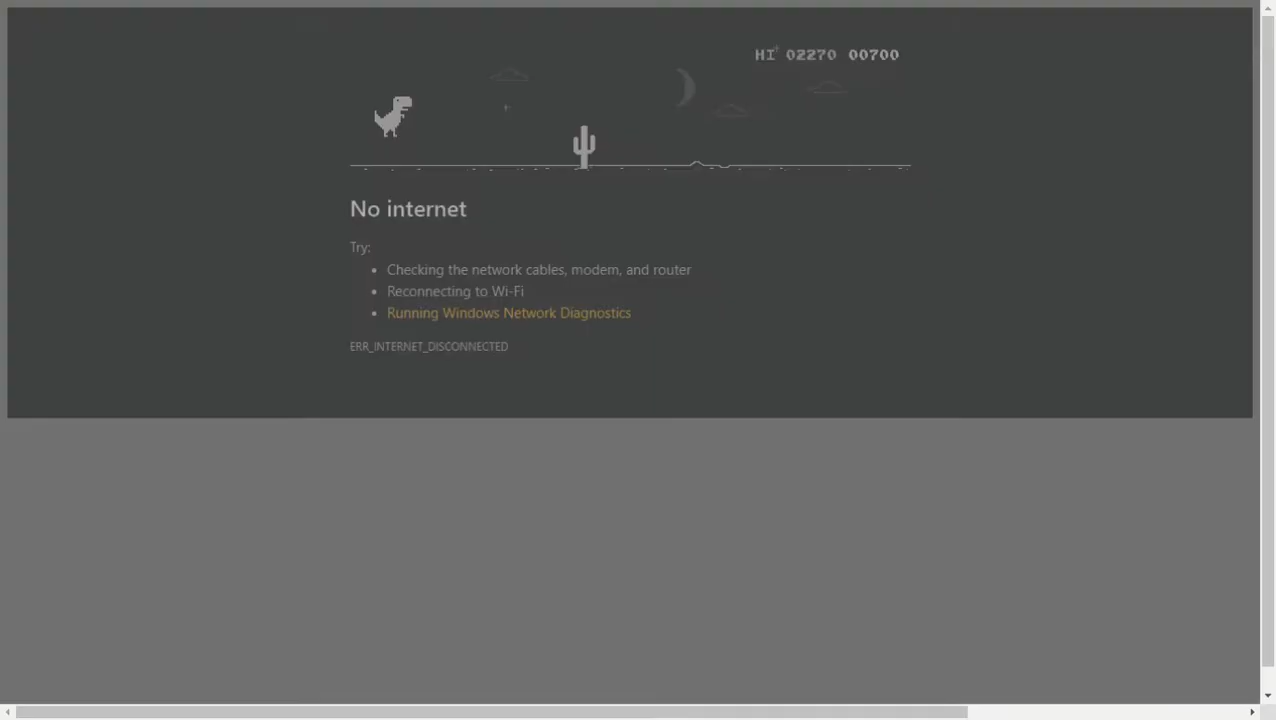 HI 02270 00700
No internet
Try:
• Checking the network cables, modem, and router
• Reconnecting to Wi-Fi
• Running Windows Network Diagnostics
ERR_INTERNET_DISCONNECTED